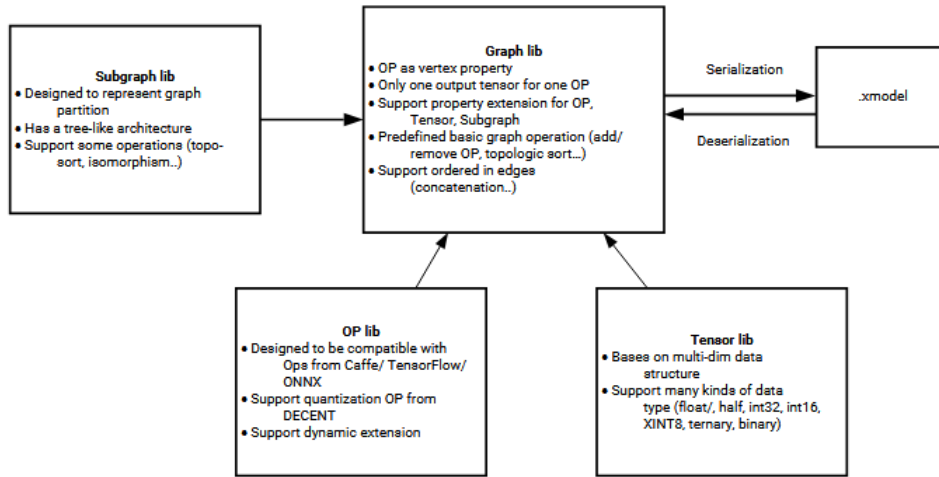 Subgraph lib
● Designed to represent graph
partition
● Has a tree-like architecture
● Support some operations (topo-
sort, isomorphism..)
Graph lib
● OP as vertex property
● Only one output tensor for one OP
● Support property extension for OP,
Tensor, Subgraph
● Predefined basic graph operation (add/
remove OP, topologic sort...)
● Support ordered in edges
(concatenation..)
Serialization
Deserialization
.xmodel
OP lib
● Designed to be compatible with
Ops from Caffe/ TensorFlow/
ONNX
● Support quantization OP from
DECENT
● Support dynamic extension
Tensor lib
● Bases on multi-dim data
structure
● Support many kinds of data
type (float/, half, int32, int16,
XINT8, ternary, binary)